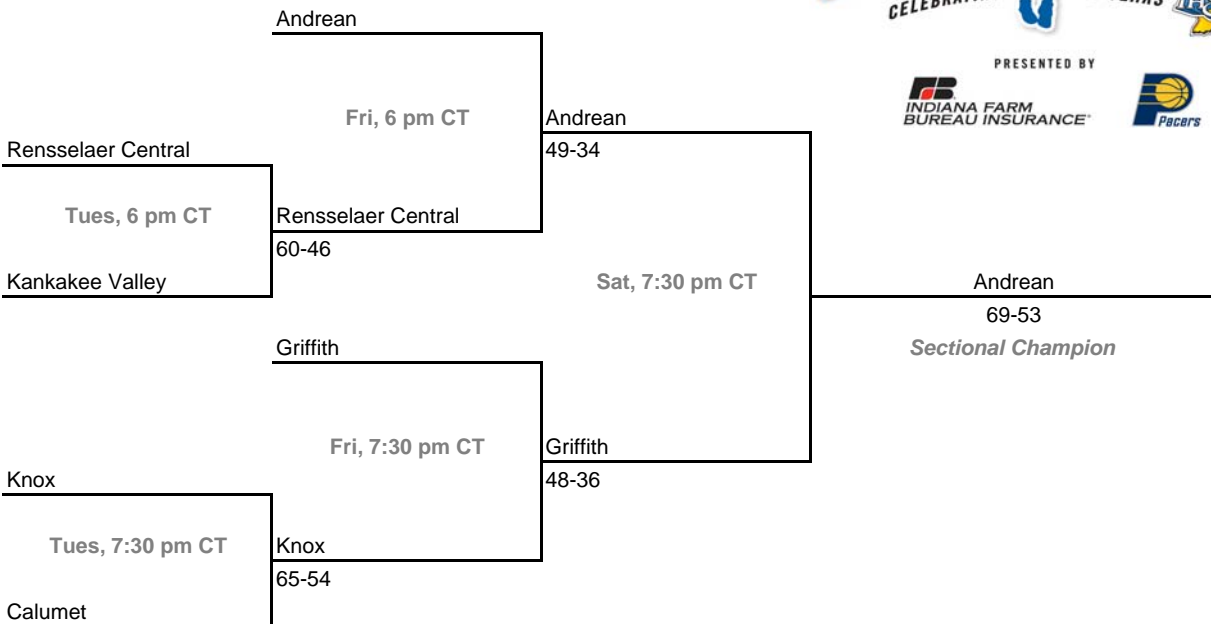 Andrean
PRESENTED BY
INDIANA FARM
BUREAU INSURANCE
Pacers
Fri, 6 pm CT
Andrean
Rensselaer Central
49-34
Tues, 6 pm CT
Rensselaer Central
60-46
Kankakee Valley
Sat, 7:30 pm CT
Andrean
69-53
Griffith
Sectional Champion
Fri, 7:30 pm CT
Griffith
Knox
48-36
Tues, 7:30 pm CT
Knox
65-54
Calumet